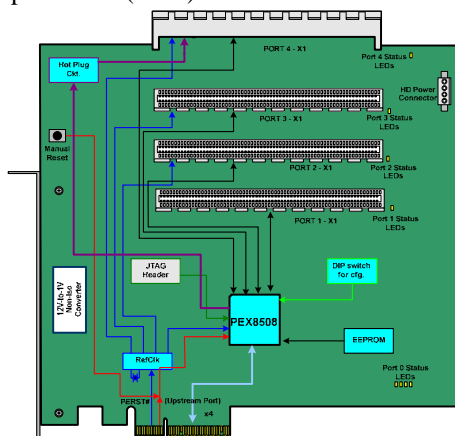 Hot Plug
Ckt.
PORT 4 - X1
Port 4 Status
LEDs
HD Power
Connector
PORT 3 - X1
Port 3 Status
LEDs
Manual
Reset
PORT 2 - X1
Port 2 Status
LEDs
PORT 1 - X1
Port 1 Status
LEDs
JTAG
Header
DIP switch
for cfg.
12V-to-1V
Non-Iso
Converter
PEX8508
EEPROM
RefClk
Port 0 Status
LEDs
PERST#
(Upstream Port)
x4